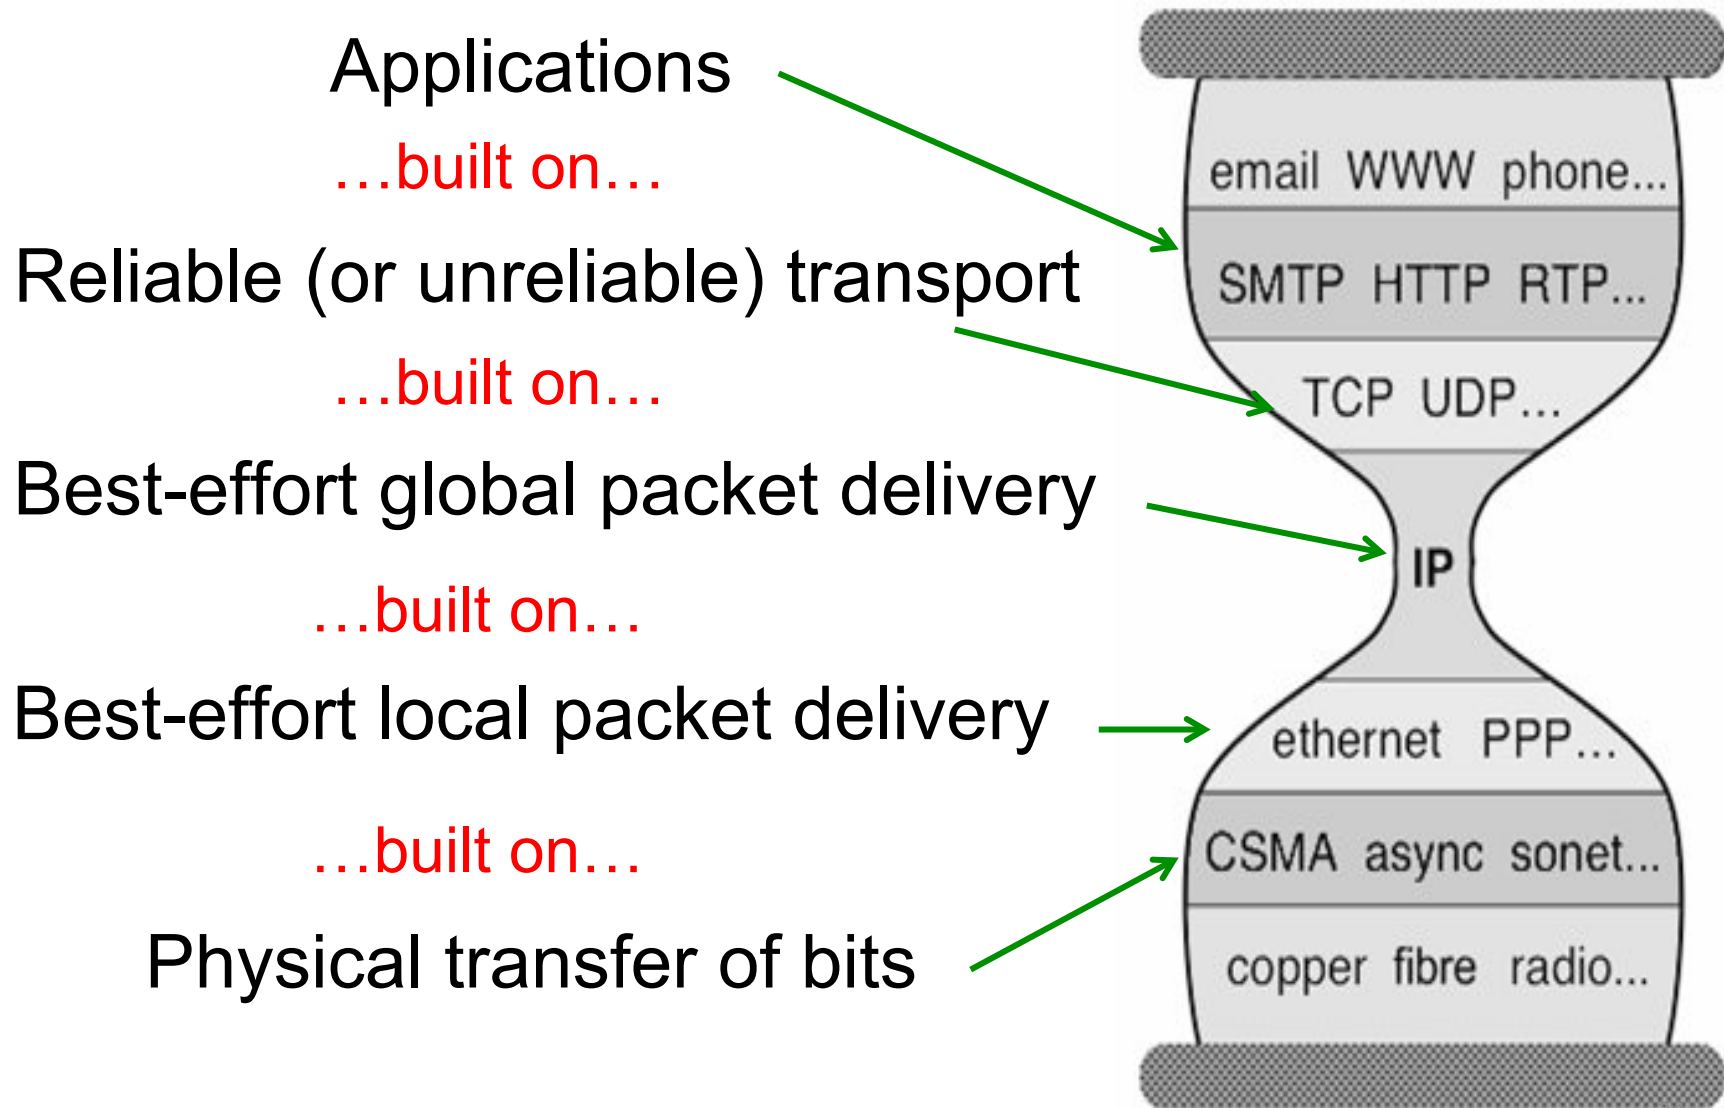 Applications
…built on…
Reliable (or unreliable) transport
…built on…
Best-effort global packet delivery
…built on…
Best-effort local packet delivery
…built on…
Physical transfer of bits
email WWW phone...
SMTP HTTP RTP...
TCP UDP…
IP
ethernet PPP…
CSMA async sonet...
copper fibre radio...